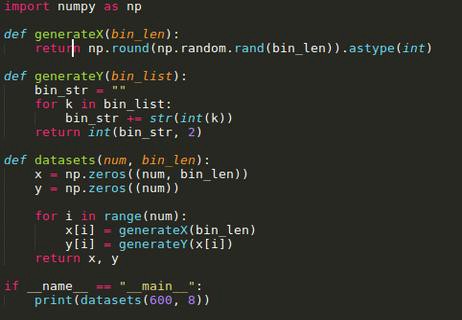 import numpy as np
def generateX(bin_len):
    return np.round(np.random.rand(bin_len)).astype(int)
def generateY(bin_list):
    bin_str = ""
    for k in bin_list:
        bin_str += str(int(k))
    return int(bin_str, 2)
def datasets(num, bin_len):
    x = np.zeros((num, bin_len))
    y = np.zeros((num))
    for i in range(num):
        x[i] = generateX(bin_len)
        y[i] = generateY(x[i])
    return x, y
if __name__ == "__main__":
    print(datasets(600, 8))